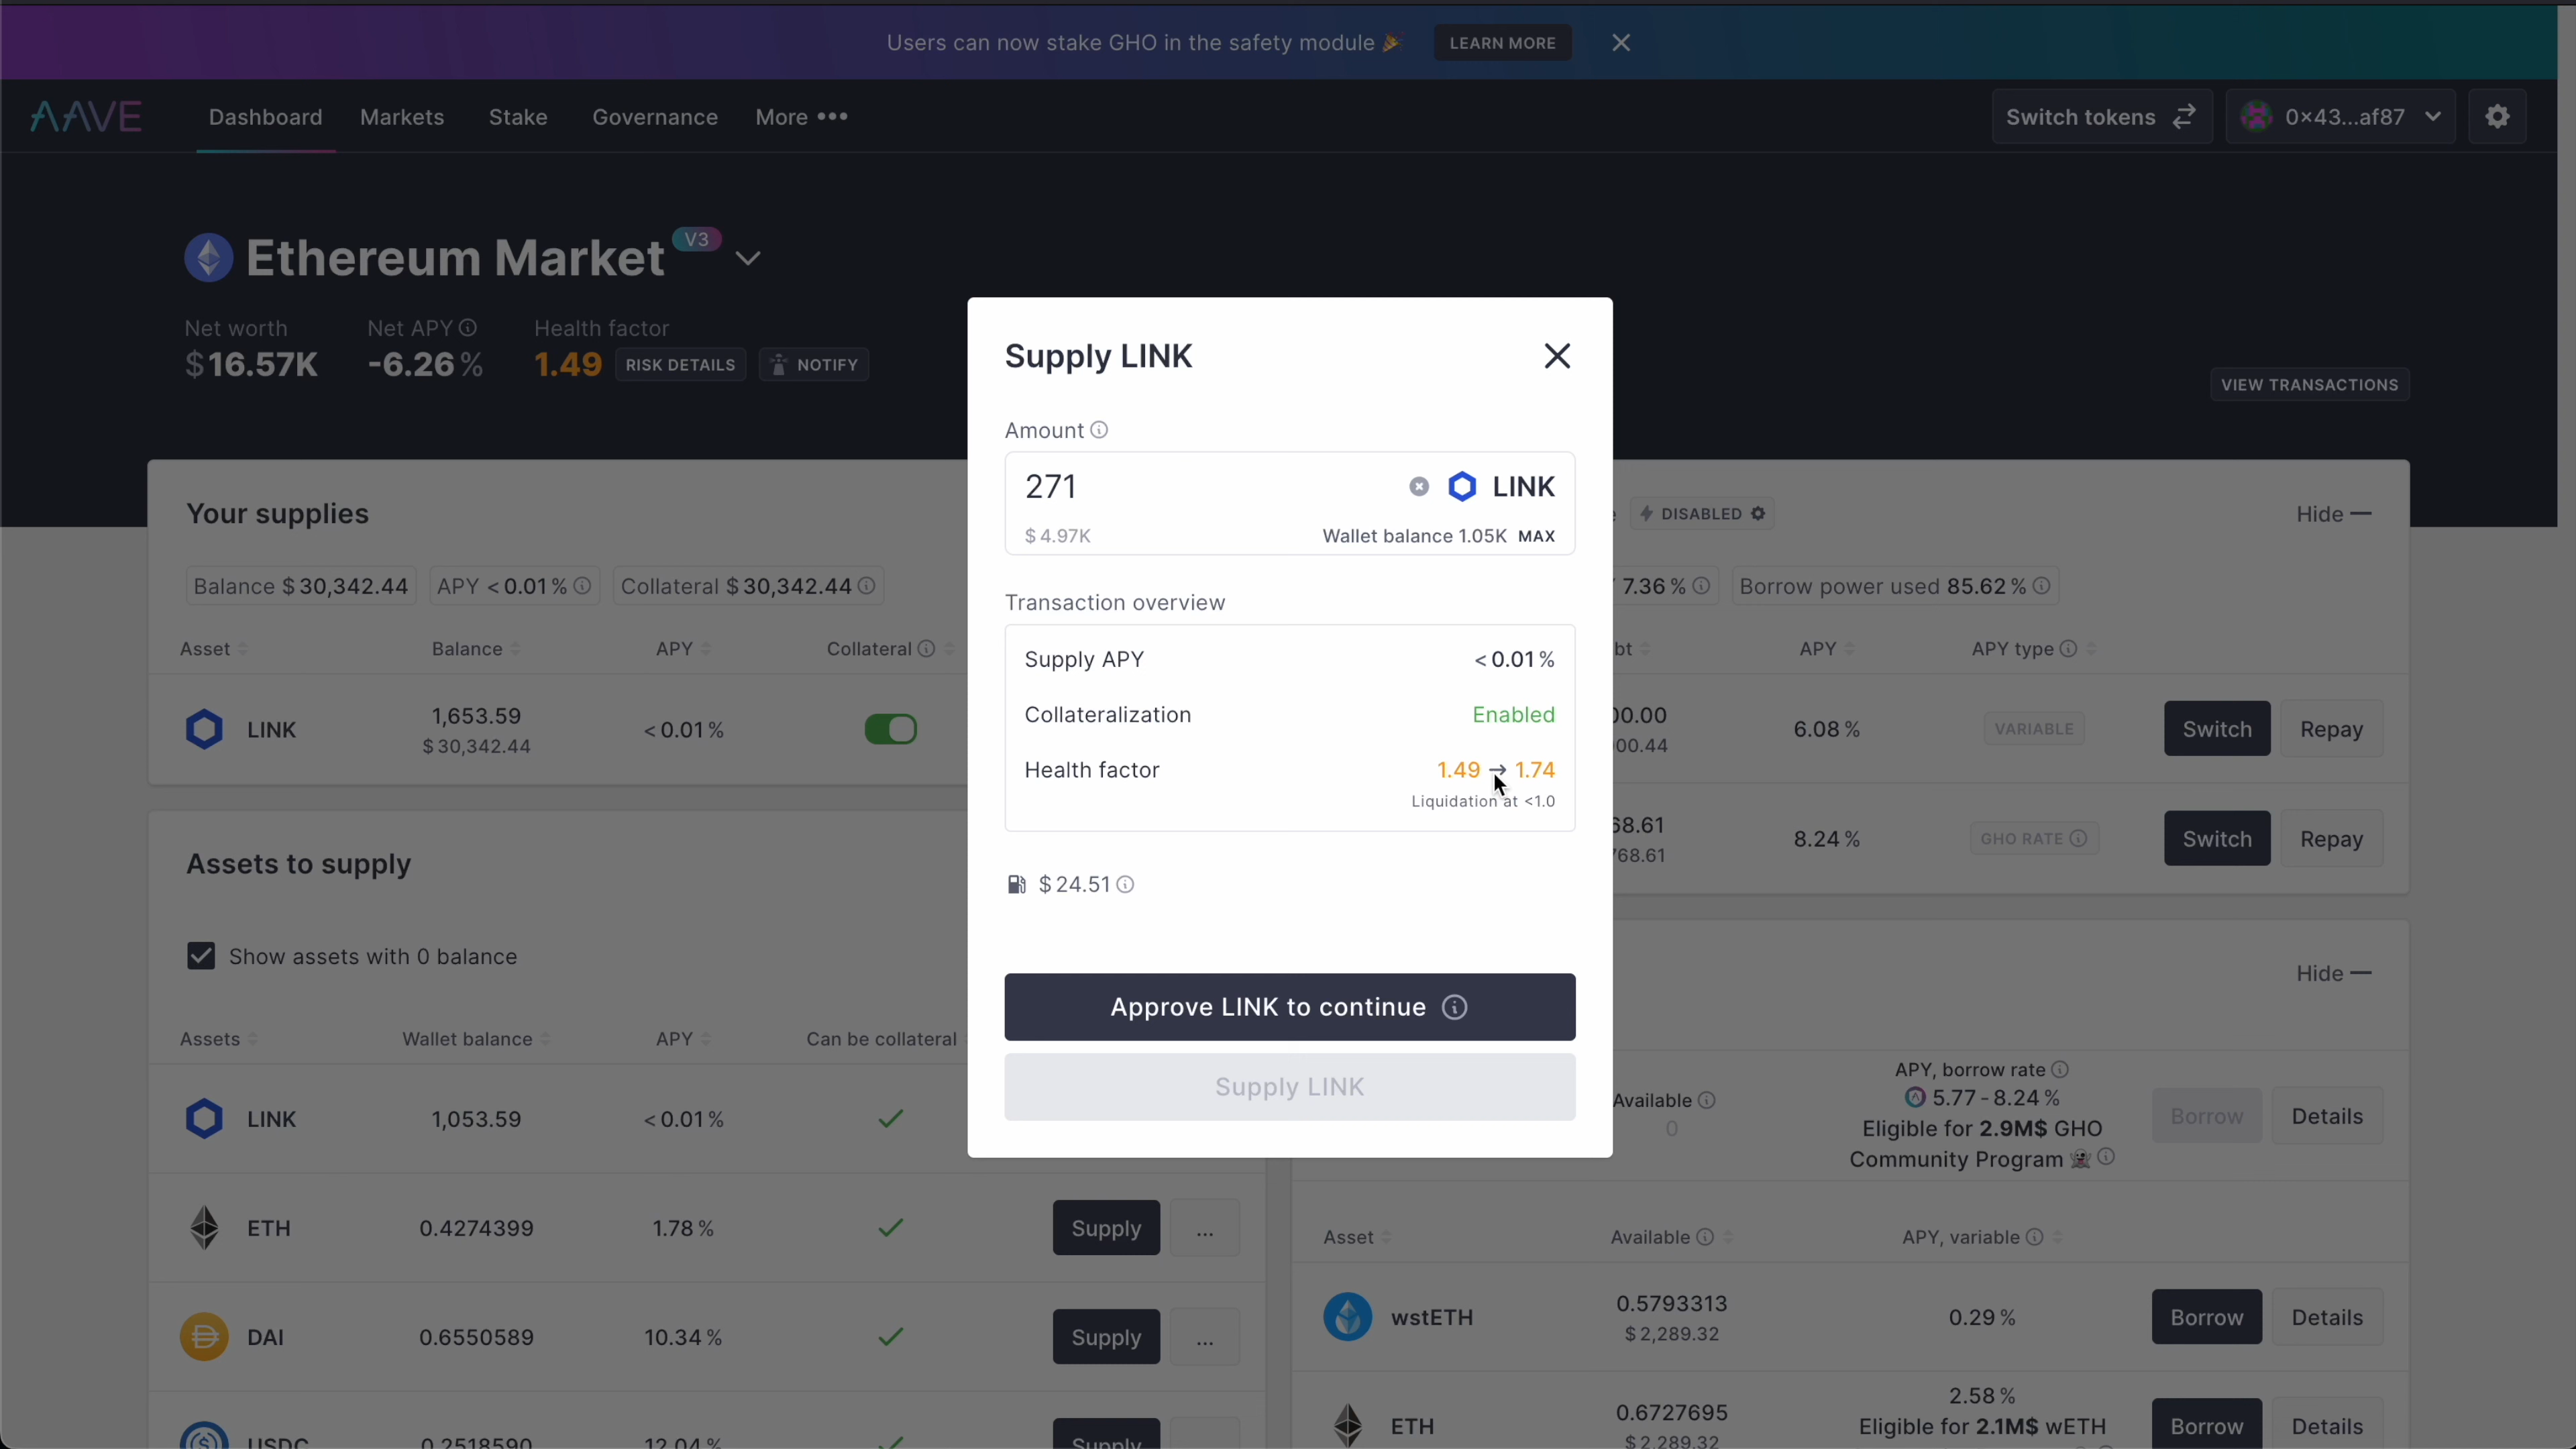 Users can now stake GHO in the safety module 🎉 LEARN MORE
AAVE Dashboard Markets Stake Governance More ••• Switch tokens 0×43...af87
Ethereum Market V3
Net worth Net APY Health factor
$16.57K -6.26% 1.49 RISK DETAILS NOTIFY
VIEW TRANSACTIONS
Supply LINK
Amount
271 LINK
$4.97K Wallet balance 1.05K MAX
Transaction overview
Supply APY <0.01%
Collateralization Enabled
Health factor 1.49 → 1.74
Liquidation at <1.0
$24.51
Approve LINK to continue
Supply LINK
Your supplies
Balance $30,342.44 APY <0.01% Collateral $30,342.44
Asset Balance APY Collateral
LINK 1,653.59 <0.01%
$30,342.44
DISABLED Hide —
7.36% Borrow power used 85.62%
APY APY type
00.44 6.08% VARIABLE Switch Repay
68.61 8.24% GHO RATE Switch Repay
768.61
Assets to supply
Show assets with 0 balance
Assets Wallet balance APY Can be collateral
LINK 1,053.59 <0.01%
ETH 0.4274399 1.78% Supply ...
DAI 0.6550589 10.34% Supply ...
USDC 0.2518590 12.04% Supply
Hide —
Available APY, borrow rate
0 5.77 - 8.24% Borrow Details
Eligible for 2.9M$ GHO
Community Program 👻
Asset Available APY, variable
wstETH 0.5793313 0.29% Borrow Details
$2,289.32
ETH 0.6727695 2.58% Borrow Details
$2,289.32 Eligible for 2.1M$ wETH